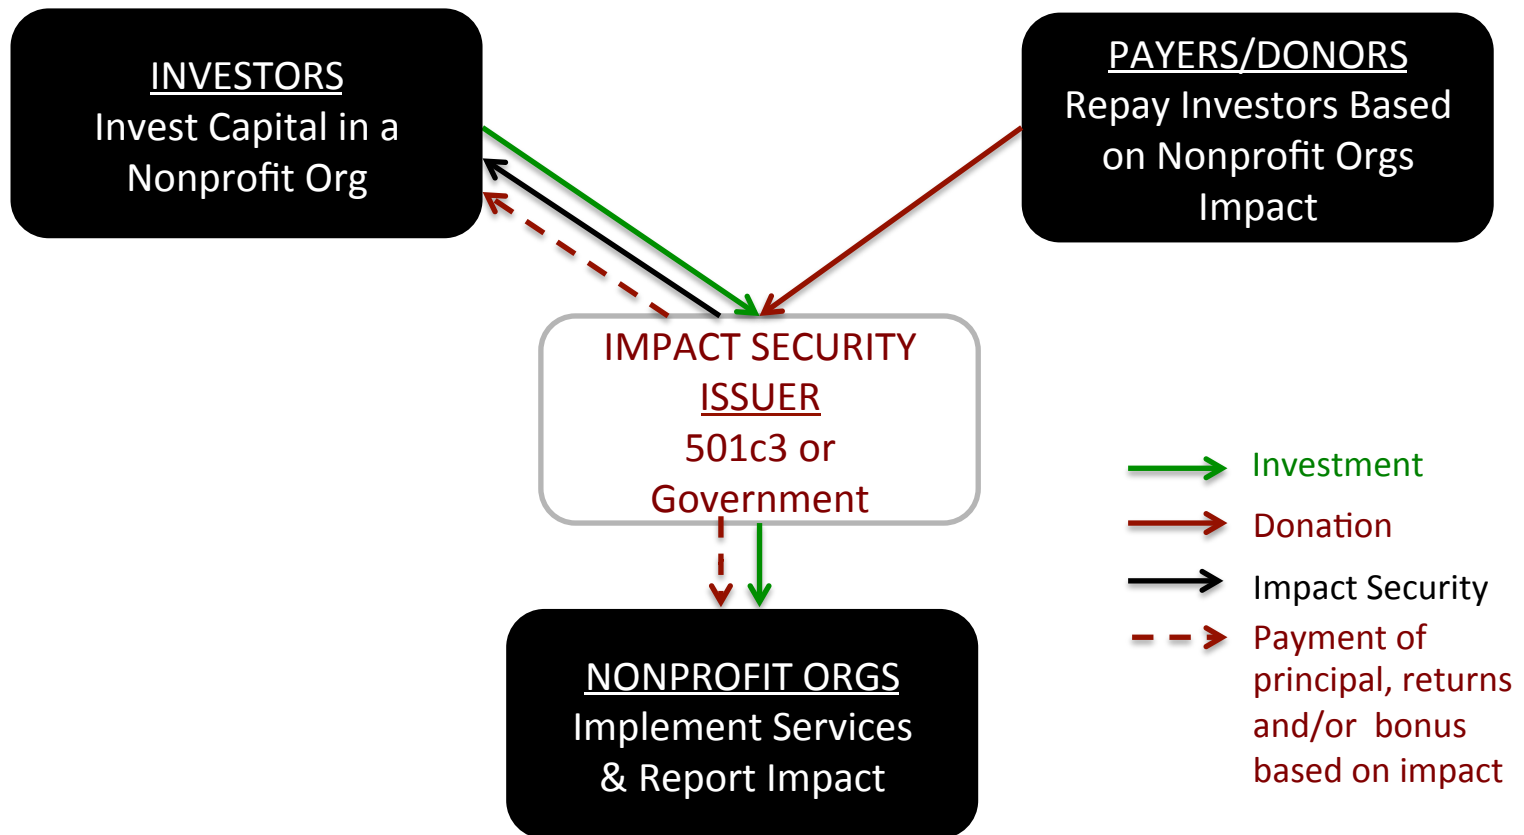 INVESTORS
Invest Capital in a
Nonprofit Org
PAYERS/DONORS
Repay Investors Based
on Nonprofit Orgs
Impact
IMPACT SECURITY
ISSUER
501c3 or
Government
NONPROFIT ORGS
Implement Services
& Report Impact
Investment
Donation
Impact Security
Payment of
principal, returns
and/or bonus
based on impact